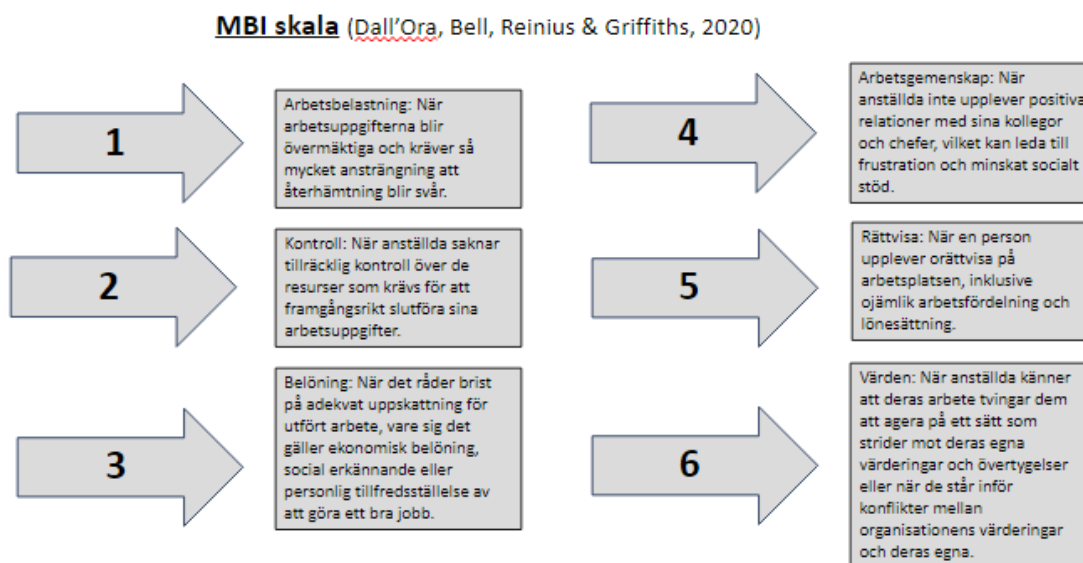 MBI skala (Dall'Ora, Bell, Reinius & Griffiths, 2020)
1
Arbetsbelastning: När
arbetsuppgifterna blir
övermäktiga och kräver så
mycket ansträngning att
återhämtning blir svår.
2
Kontroll: När anställda saknar
tillräcklig kontroll över de
resurser som krävs för att
framgångsrikt slutföra sina
arbetsuppgifter.
3
Belöning: När det råder brist
på adekvat uppskattning för
utfört arbete, vare sig det
gäller ekonomisk belöning,
social erkännande eller
personlig tillfredsställelse av
att göra ett bra jobb.
4
Arbetsgemenskap: När
anställda inte upplever positiva
relationer med sina kollegor
och chefer, vilket kan leda till
frustration och minskat socialt
stöd.
5
Rättvisa: När en person
upplever orättvisa på
arbetsplatsen, inklusive
ojämlik arbetsfördelning och
lönesättning.
6
Värden: När anställda känner
att deras arbete tvingar dem
att agera på ett sätt som
strider mot deras egna
värderingar och övertygelser
eller när de står inför
konflikter mellan
organisationens värderingar
och deras egna.